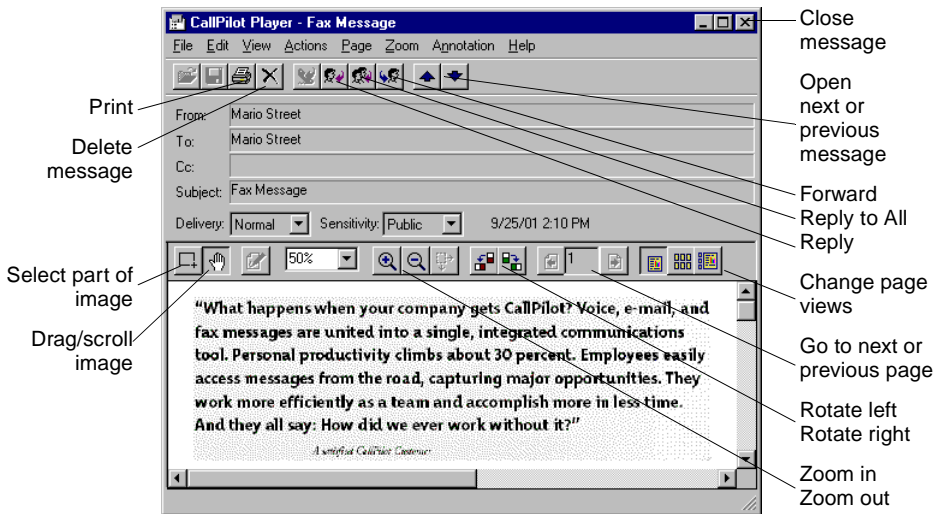 CallPilot Player - Fax Message
File Edit View Actions Page Zoom Annotation Help
From: Mario Street
To: Mario Street
Cc:
Subject: Fax Message
Delivery: Normal Sensitivity: Public 9/25/01 2:10 PM
50% 1
“What happens when your company gets CallPilot? Voice, e-mail, and
fax messages are united into a single, integrated communications
tool. Personal productivity climbs about 30 percent. Employees easily
access messages from the road, capturing major opportunities. They
work more efficiently as a team and accomplish more in less time.
And they all say: How did we ever work without it?”
A satisfied CallPilot Customer
Print
Delete
message
Select part of
image
Drag/scroll
image
Close
message
Open
next or
previous
message
Forward
Reply to All
Reply
Change page
views
Go to next or
previous page
Rotate left
Rotate right
Zoom in
Zoom out